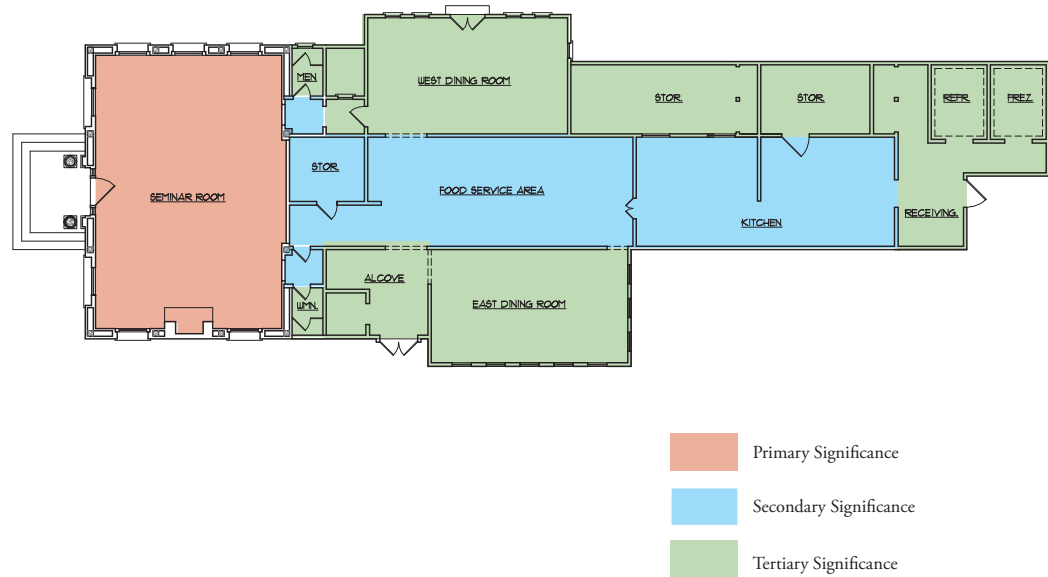 MEN
WEST DINING ROOM
STOR.
STOR.
REFR.
FREZ.
STOR.
SEMINAR ROOM
FOOD SERVICE AREA
KITCHEN
RECEIVING.
ALCOVE
WMN.
EAST DINING ROOM
Primary Significance
Secondary Significance
Tertiary Significance